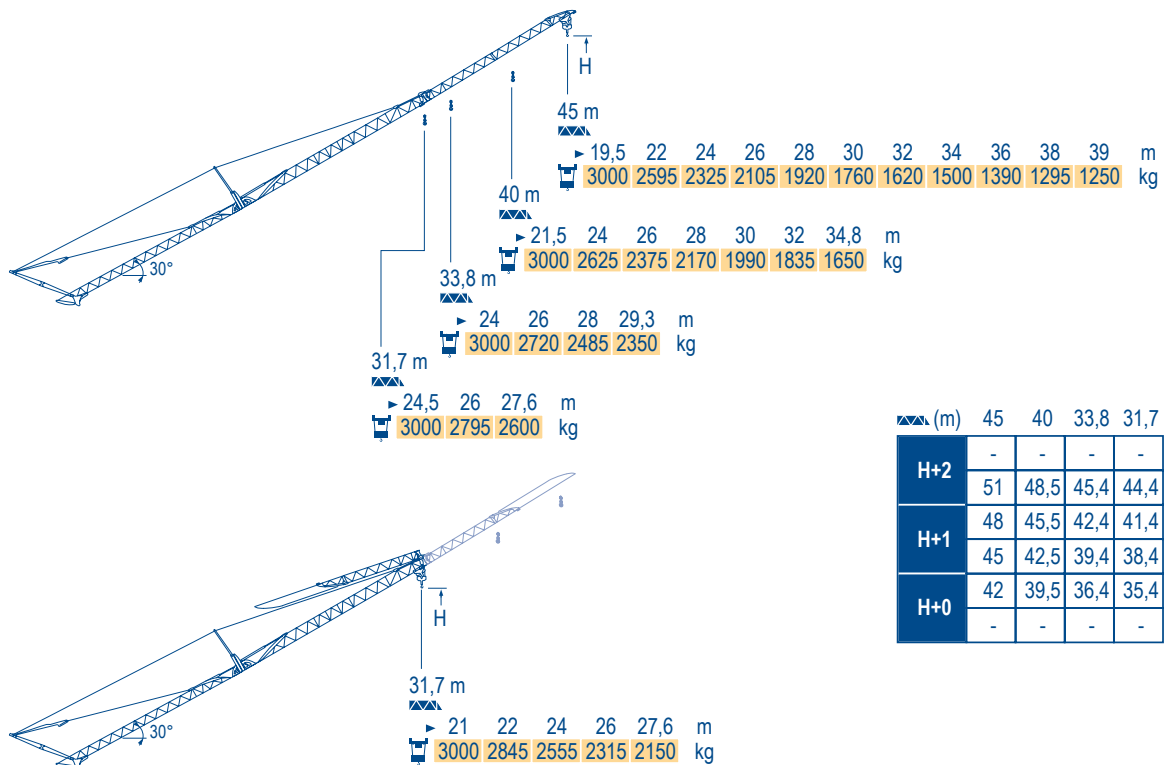 H
45 m
19,5 22 24 26 28 30 32 34 36 38 39 m
3000 2595 2325 2105 1920 1760 1620 1500 1390 1295 1250 kg
40 m
21,5 24 26 28 30 32 34,8 m
3000 2625 2375 2170 1990 1835 1650 kg
30°
33,8 m
24 26 28 29,3 m
3000 2720 2485 2350 kg
31,7 m
24,5 26 27,6 m
3000 2795 2600 kg
(m) 45 40 33,8 31,7
H+2
- - - -
51 48,5 45,4 44,4
H+1
48 45,5 42,4 41,4
45 42,5 39,4 38,4
H+0
42 39,5 36,4 35,4
- - - -
H
30°
31,7 m
21 22 24 26 27,6 m
3000 2845 2555 2315 2150 kg